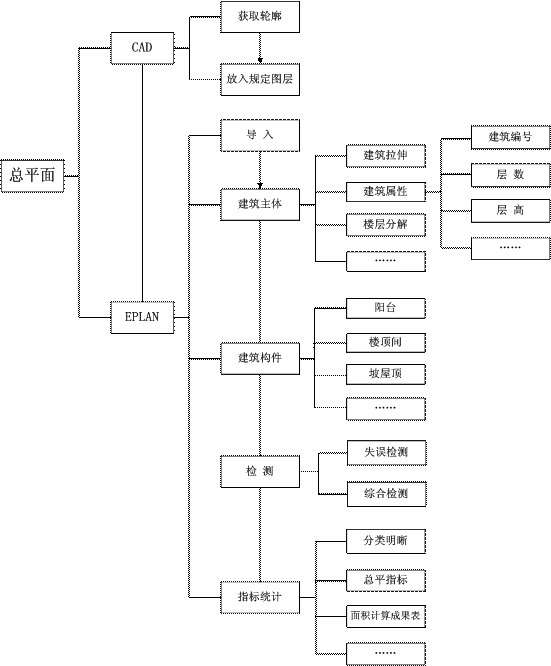 总平面
CAD
获取轮廓
放入规定图层
EPLAN
导 入
建筑主体
建筑拉伸
建筑属性
建筑编号
层 数
层 高
……
楼层分解
……
建筑构件
阳台
楼顶间
坡屋顶
……
检 测
失误检测
综合检测
指标统计
分类明晰
总平指标
面积计算成果表
……